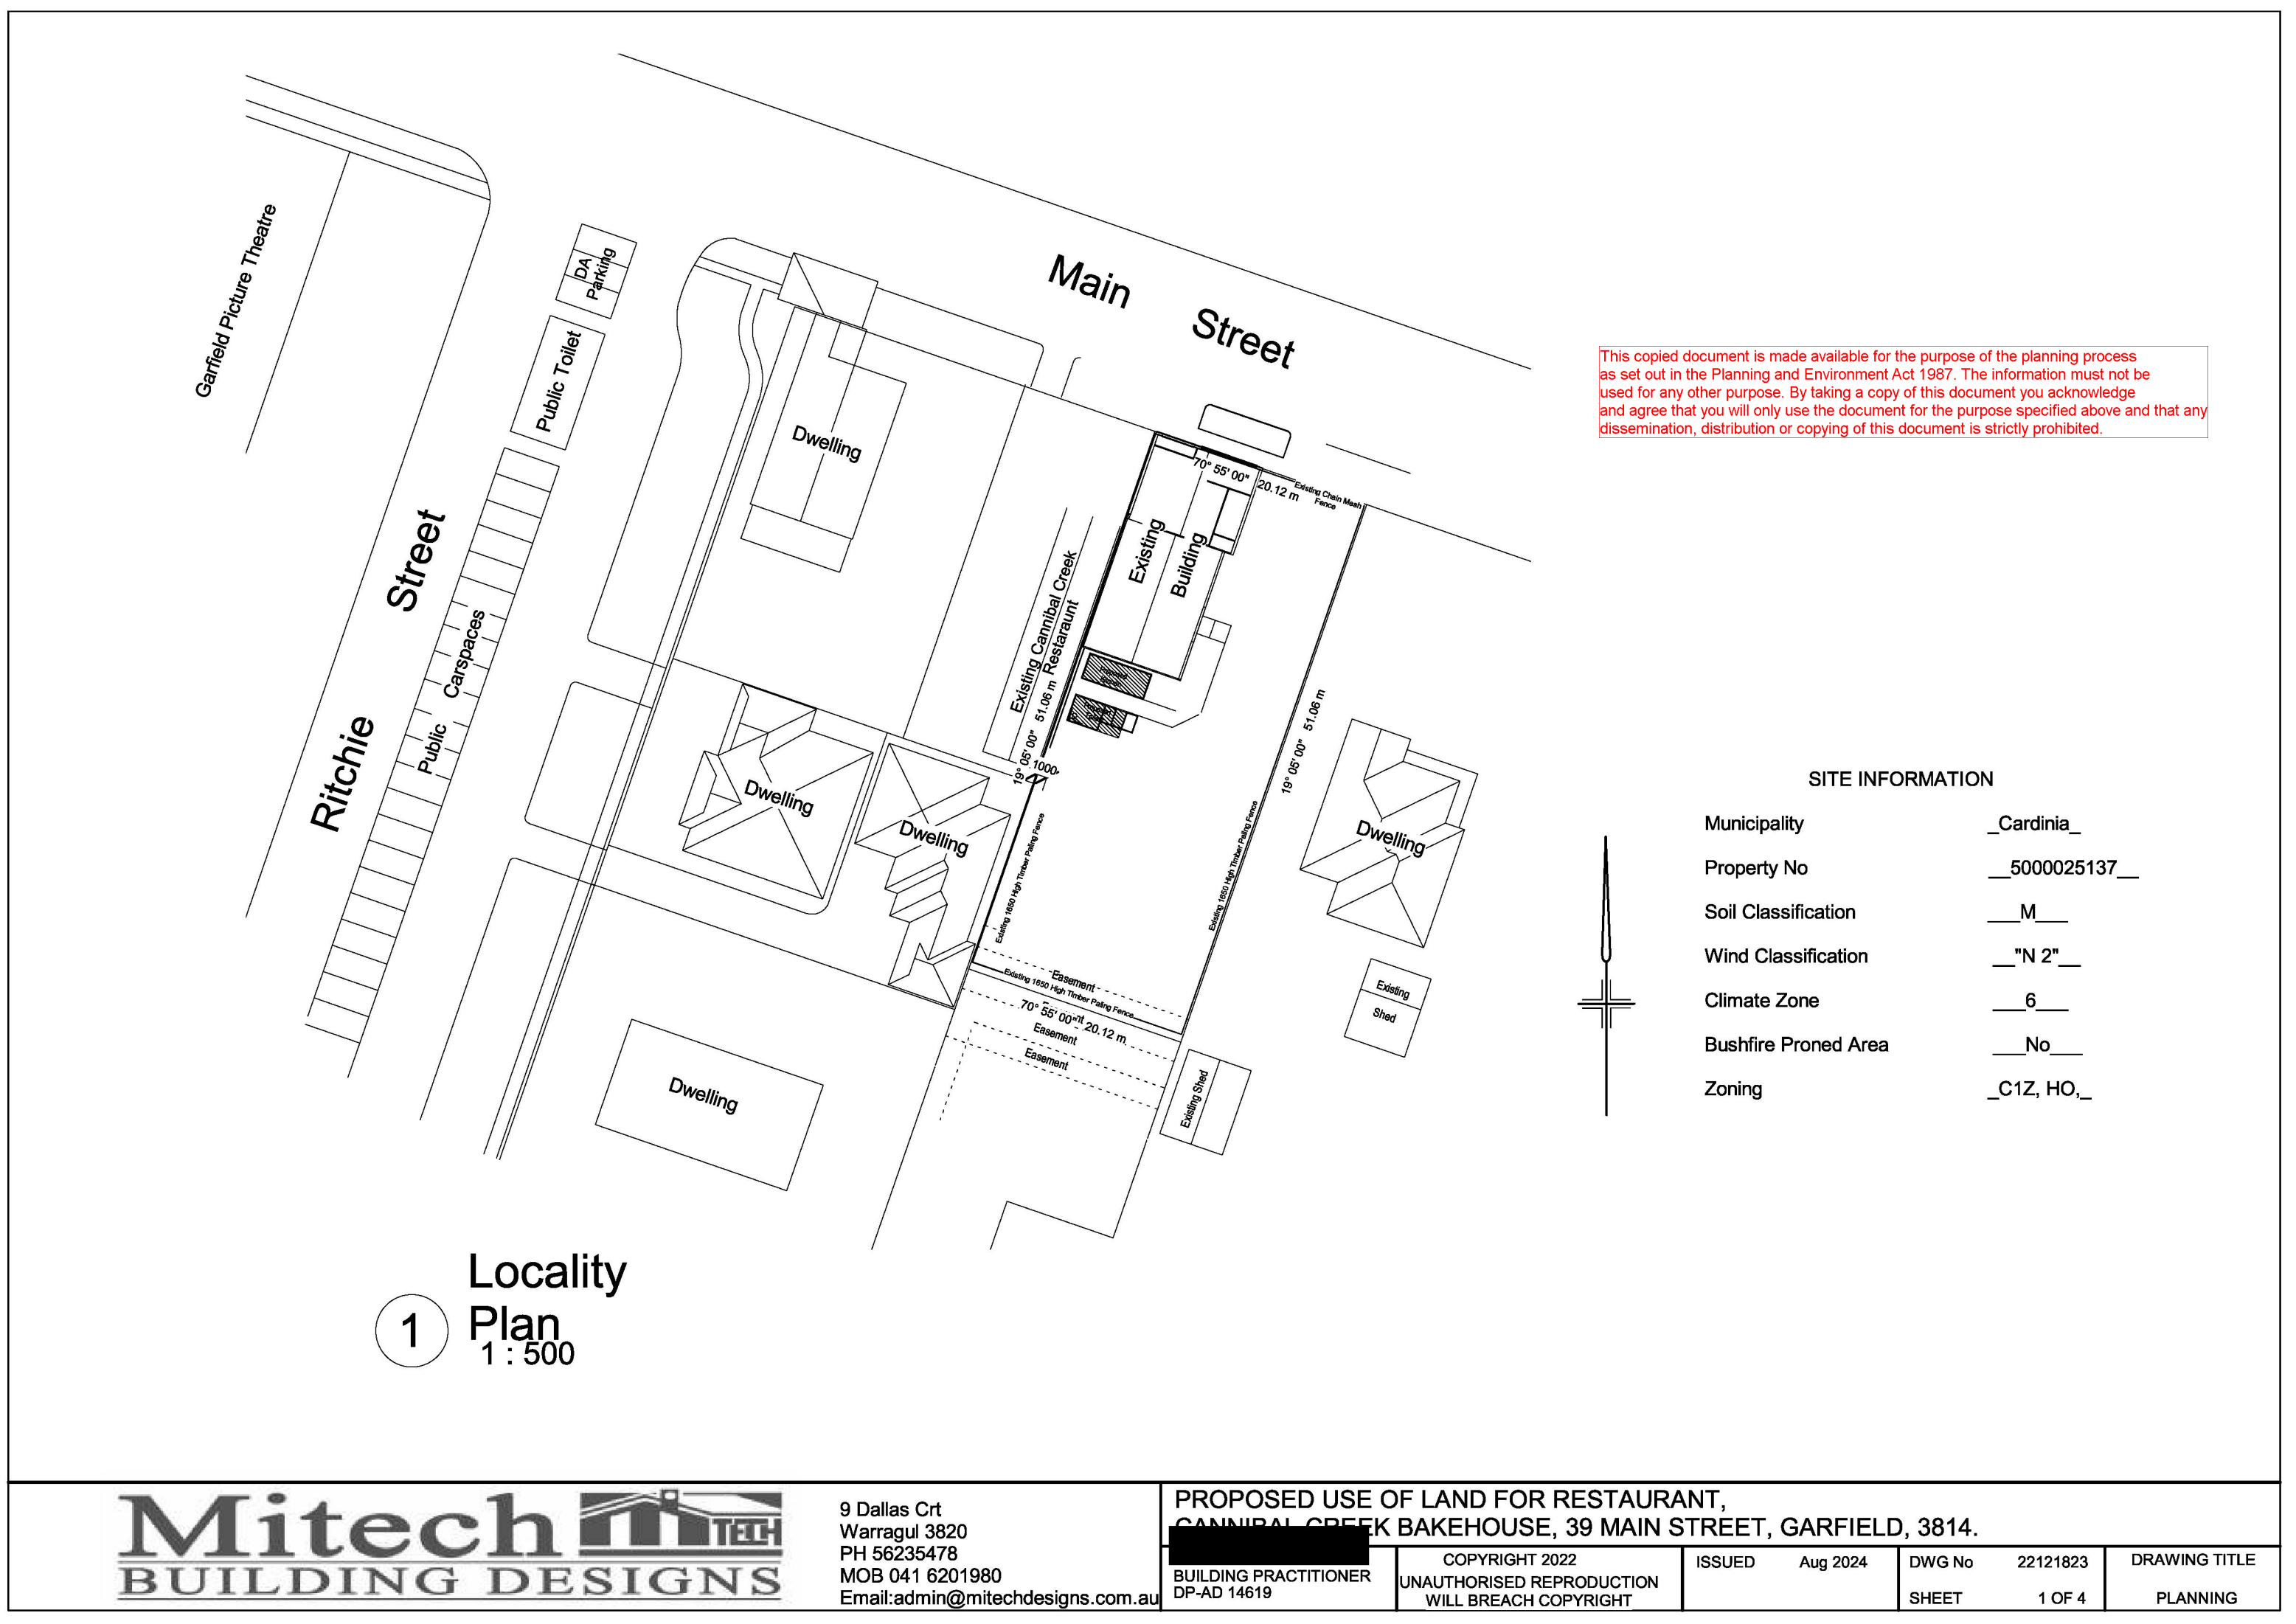 Main Street
Garfield Picture Theatre
DA
Parking
Public Toilet
Ritchie Street
Public Carspaces
Dwelling
Existing Cannibal Creek
Restaraunt
Existing
Building
70° 55' 00" 20.12 m
Existing Chain Mesh
Fence
19° 05' 00" 51.06 m
1000
Proposed
Existing 1650 High Timber Paling Fence
19° 05' 00" 51.06 m
Existing 1650 High Timber Paling Fence
Dwelling
Dwelling
Dwelling
Existing
Shed
Easement
Existing 1650 High Timber Paling Fence
70° 55' 00" 20.12 m
Easement
Easement
Existing Shed
Dwelling
This copied document is made available for the purpose of the planning process
as set out in the Planning and Environment Act 1987. The information must not be
used for any other purpose. By taking a copy of this document you acknowledge
and agree that you will only use the document for the purpose specified above and that any
dissemination, distribution or copying of this document is strictly prohibited.
SITE INFORMATION
Municipality _Cardinia_
Property No __5000025137__
Soil Classification ___M___
Wind Classification __"N 2"__
Climate Zone ___6___
Bushfire Proned Area ___No___
Zoning _C1Z, HO,_
1
Locality
Plan
1 : 500
Mitech
TECH
BUILDING DESIGNS
9 Dallas Crt
Warragul 3820
PH 56235478
MOB 041 6201980
Email:admin@mitechdesigns.com.au
PROPOSED USE OF LAND FOR RESTAURANT,
CANNIBAL CREEK BAKEHOUSE, 39 MAIN STREET, GARFIELD, 3814.
BUILDING PRACTITIONER
DP-AD 14619
COPYRIGHT 2022
UNAUTHORISED REPRODUCTION
WILL BREACH COPYRIGHT
ISSUED Aug 2024
DWG No 22121823
SHEET 1 OF 4
DRAWING TITLE
PLANNING